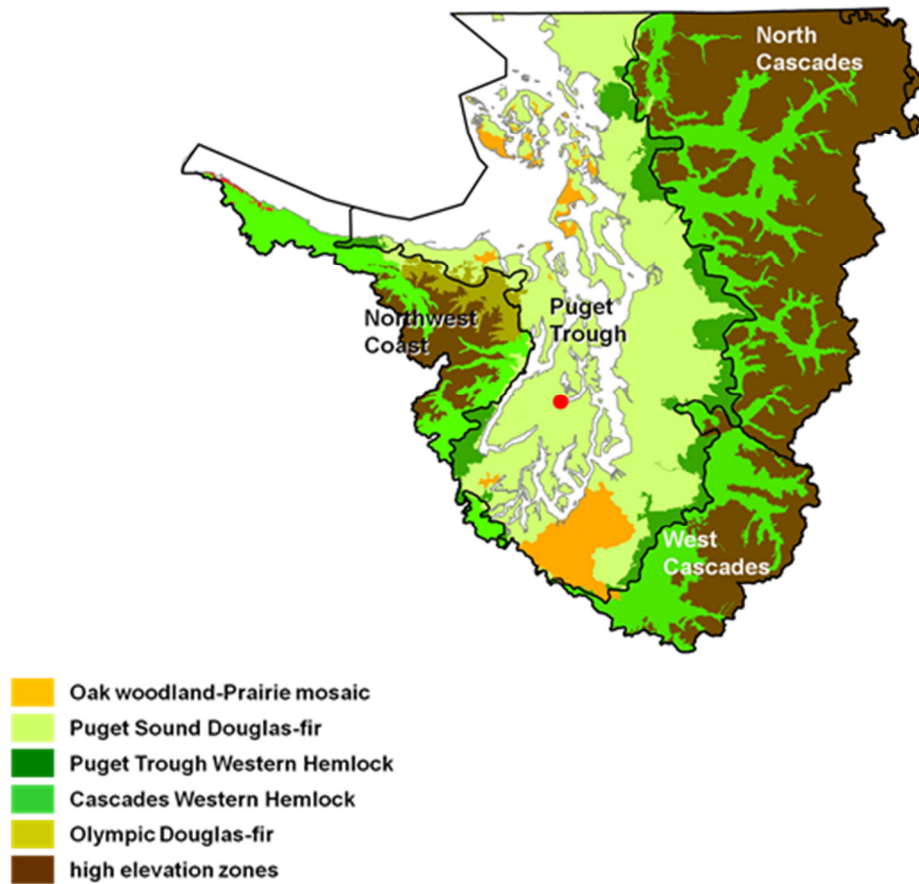 North
Cascades
Northwest
Coast
Puget
Trough
West
Cascades
Oak woodland-Prairie mosaic
Puget Sound Douglas-fir
Puget Trough Western Hemlock
Cascades Western Hemlock
Olympic Douglas-fir
high elevation zones